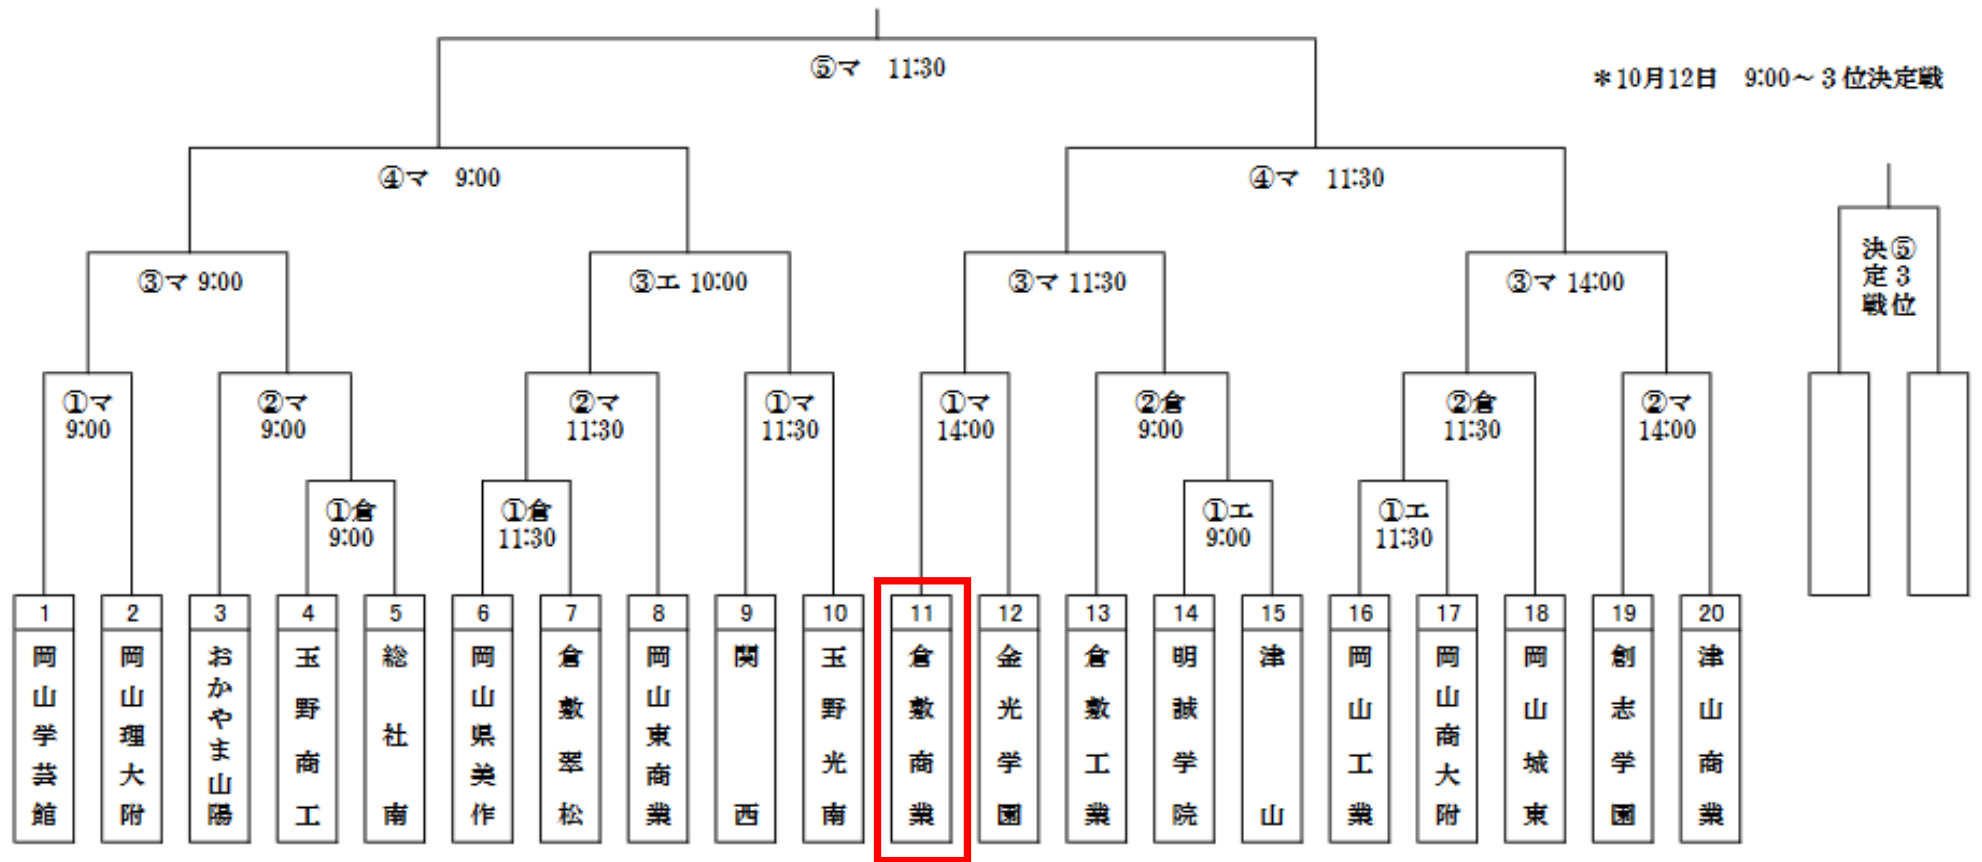 ⑤マ 11:30
＊10月12日 9:00～３位決定戦
④マ 9:00
④マ 11:30
③マ 9:00
③エ 10:00
③マ 11:30
③マ 14:00
⑤３位
決定戦
①マ
9:00
②マ
9:00
②マ
11:30
①マ
11:30
①マ
14:00
②倉
9:00
②倉
11:30
②マ
14:00
①倉
9:00
①倉
11:30
①エ
9:00
①エ
11:30
1
岡山学芸館
2
岡山理大附
3
おかやま山陽
4
玉野商工
5
総社南
6
岡山県美作
7
倉敷翠松
8
岡山東商業
9
関西
10
玉野光南
11
倉敷商業
12
金光学園
13
倉敷工業
14
明誠学院
15
津山
16
岡山工業
17
岡山商大附
18
岡山城東
19
創志学園
20
津山商業